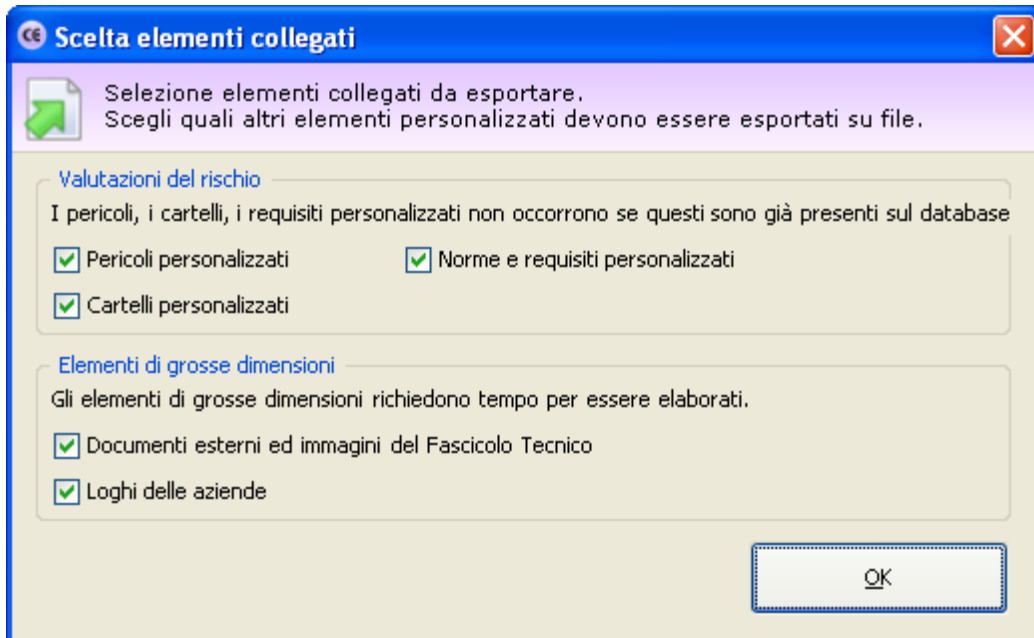 CE Scelta elementi collegati
Selezione elementi collegati da esportare.
Scegli quali altri elementi personalizzati devono essere esportati su file.
Valutazioni del rischio
I pericoli, i cartelli, i requisiti personalizzati non occorrono se questi sono già presenti sul database
Pericoli personalizzati Norme e requisiti personalizzati
Cartelli personalizzati
Elementi di grosse dimensioni
Gli elementi di grosse dimensioni richiedono tempo per essere elaborati.
Documenti esterni ed immagini del Fascicolo Tecnico
Loghi delle aziende
OK